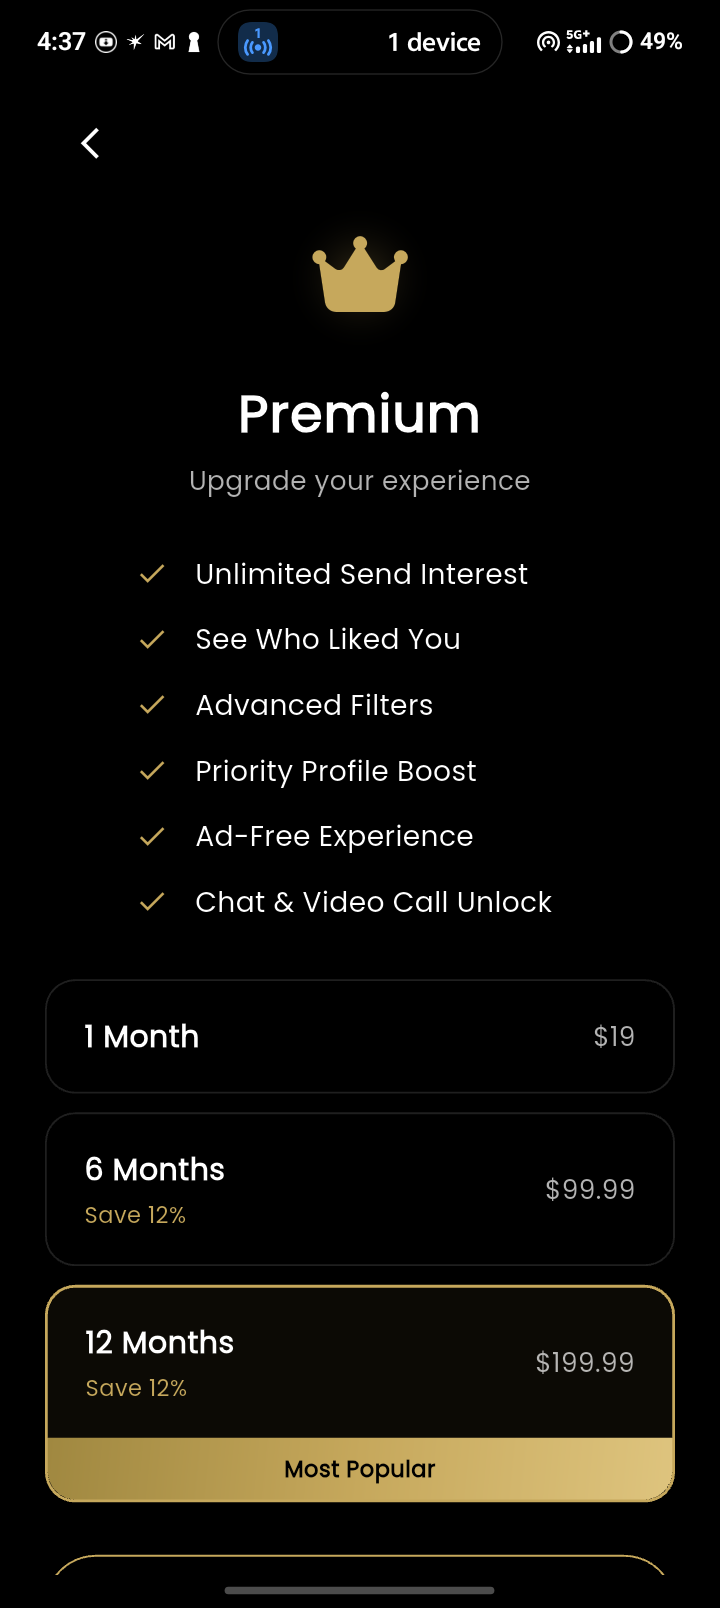 4:37
1
1 device
5G+
49%
Premium
Upgrade your experience
Unlimited Send Interest
See Who Liked You
Advanced Filters
Priority Profile Boost
Ad-Free Experience
Chat & Video Call Unlock
1 Month
$19
6 Months
Save 12%
$99.99
12 Months
Save 12%
$199.99
Most Popular